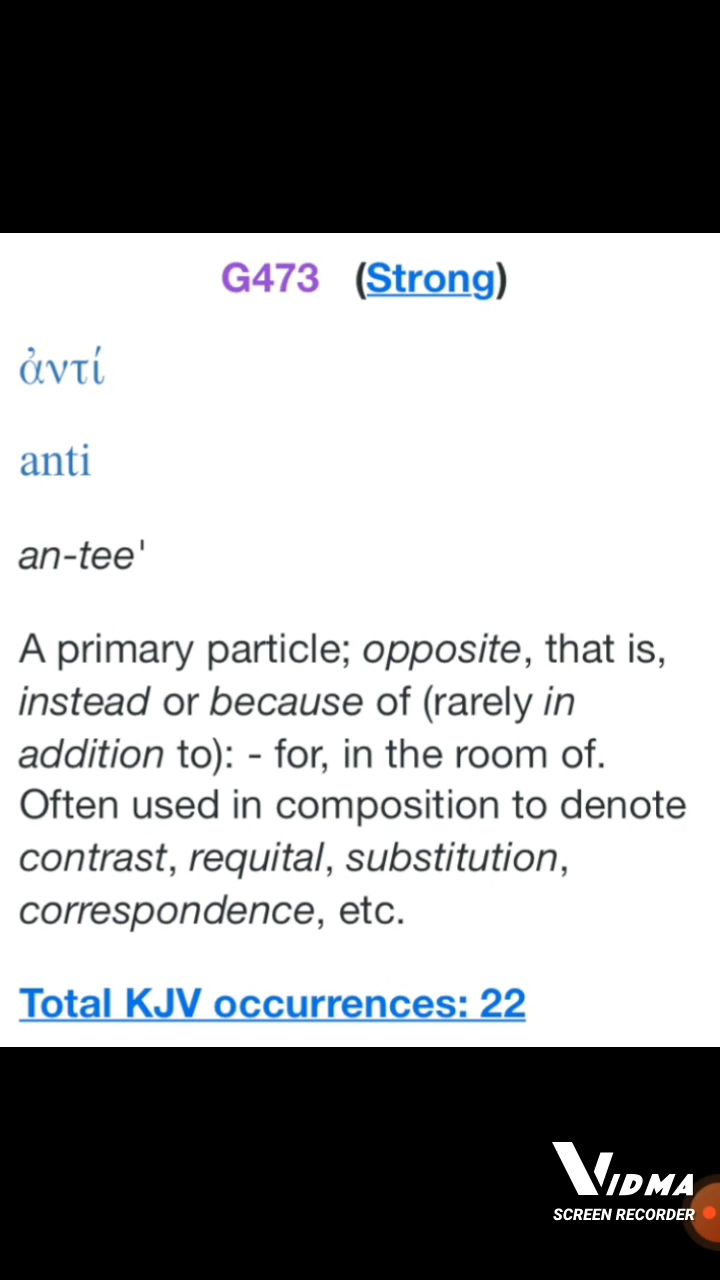 G473 (Strong)
ἀντί
anti
an-tee'
A primary particle; opposite, that is,
instead or because of (rarely in
addition to): - for, in the room of.
Often used in composition to denote
contrast, requital, substitution,
correspondence, etc.
Total KJV occurrences: 22
VIDMA
SCREEN RECORDER